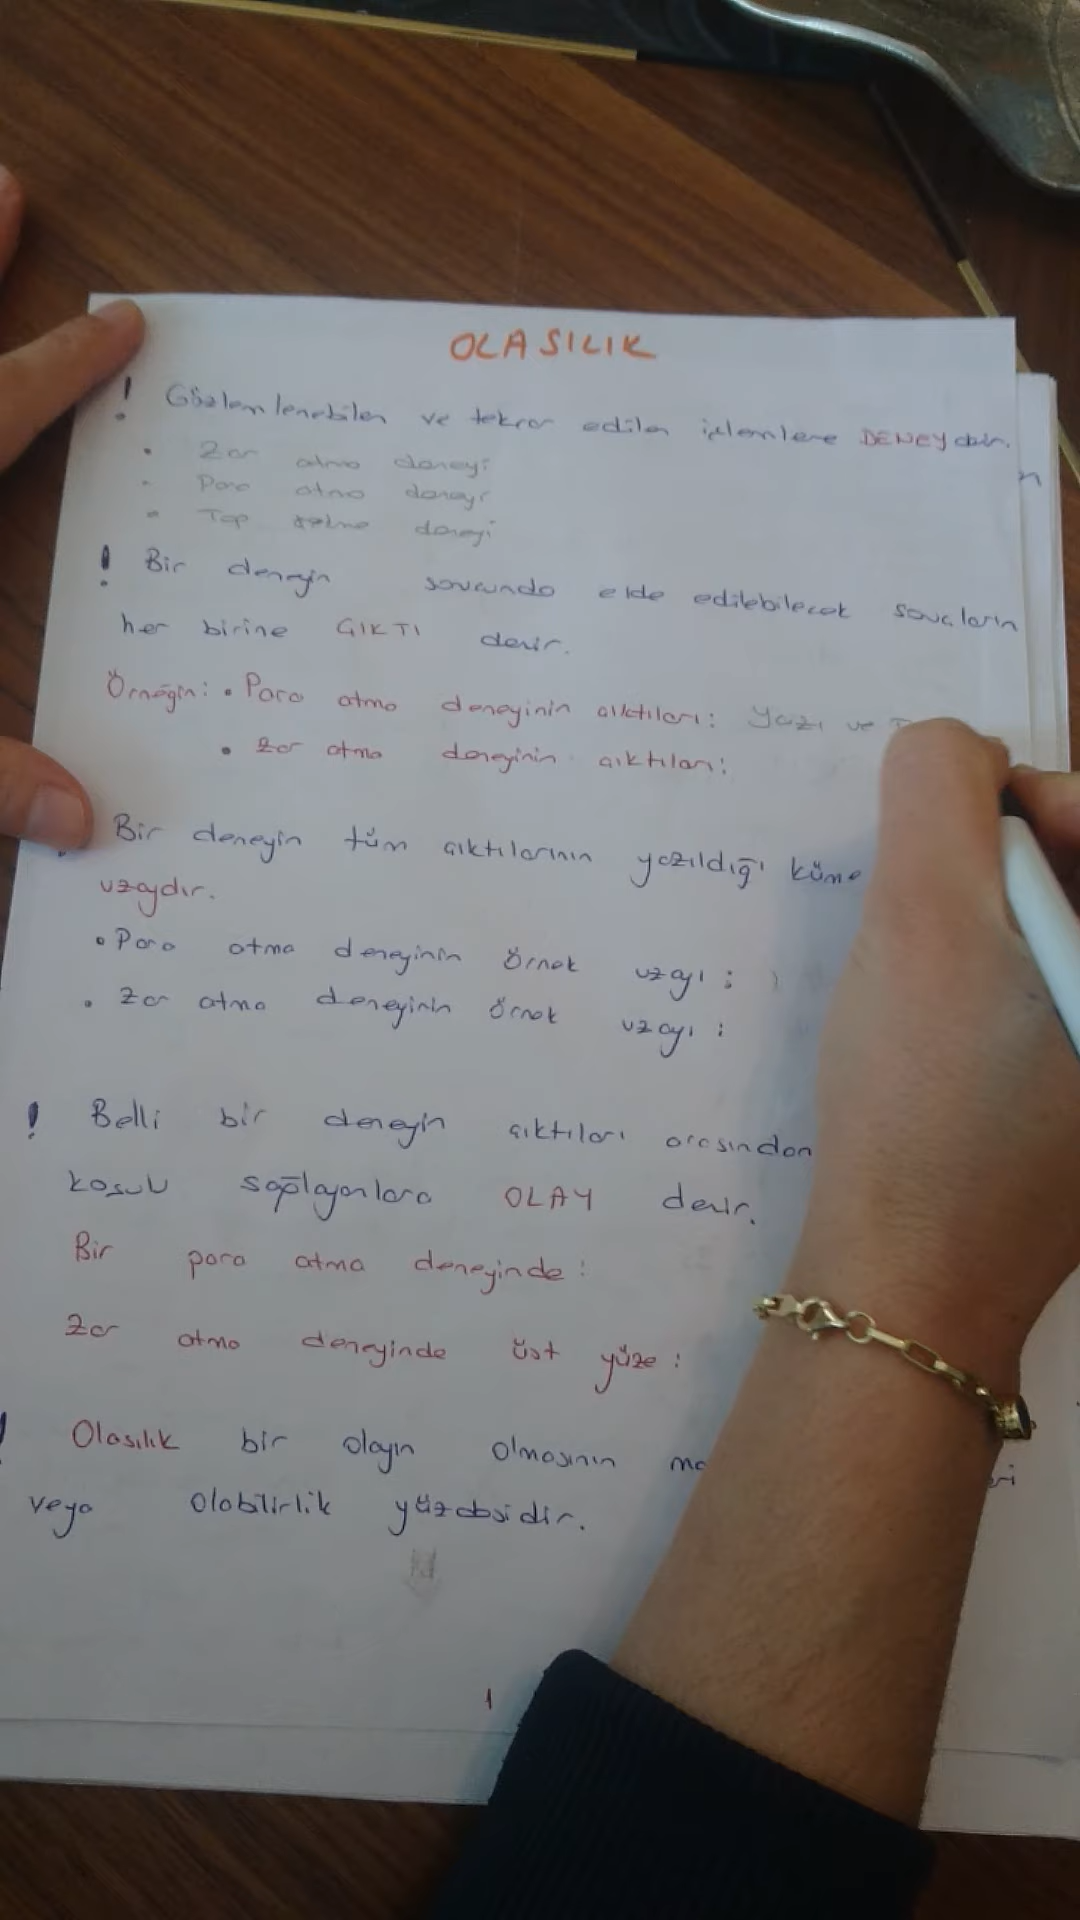 OLASILIK
! Gözlemlenebilen ve tekrar edilen işlemlere DENEY denir.
• Zar atma deneyi
• Para atma deneyi
• Top çekme deneyi
! Bir deneyin sonucunda elde edilebilecek sonuçların
her birine ÇIKTI denir.
Örneğin: • Para atma deneyinin çıktıları: Yazı ve
• Zar atma deneyinin çıktıları:
Bir deneyin tüm çıktılarının yazıldığı küme
uzaydır.
• Para atma deneyinin örnek uzayı :
• Zar atma deneyinin örnek uzayı :
! Belli bir deneyin çıktıları arasından
koşulu sağlayanlara OLAY denir.
Bir para atma deneyinde :
Zar atma deneyinde üst yüze :
Olasılık bir olayın olmasının
veya olabilirlik yüzdesidir.
1